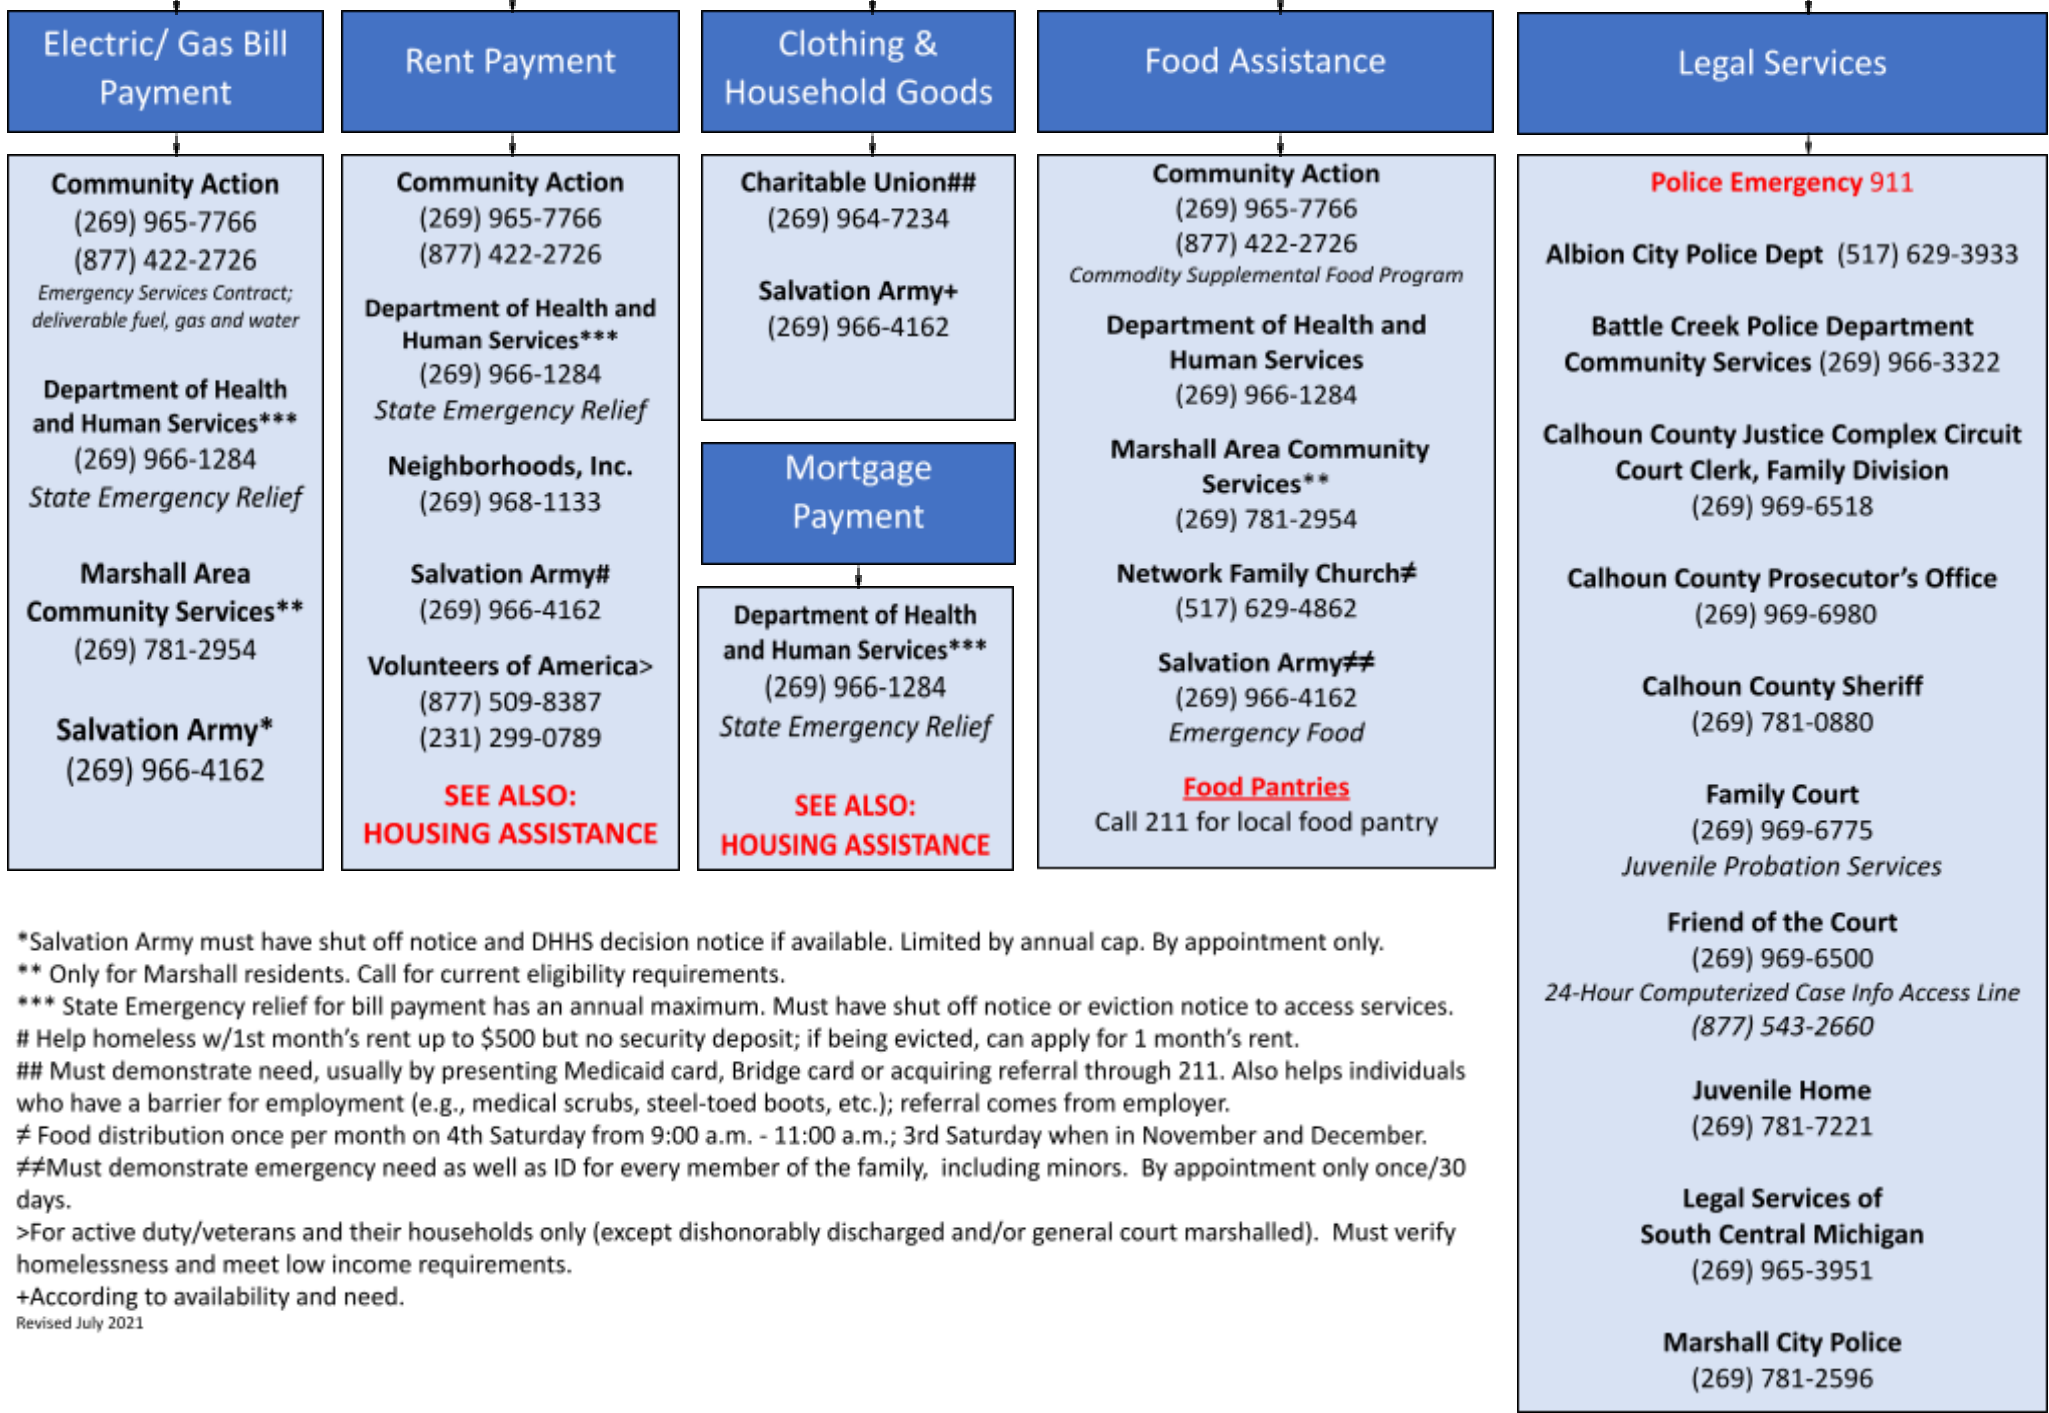 Electric/ Gas Bill
Payment
Community Action
(269) 965-7766
(877) 422-2726
Emergency Services Contract;
deliverable fuel, gas and water
Department of Health
and Human Services***
(269) 966-1284
State Emergency Relief
Marshall Area
Community Services**
(269) 781-2954
Salvation Army*
(269) 966-4162
Rent Payment
Community Action
(269) 965-7766
(877) 422-2726
Department of Health and
Human Services***
(269) 966-1284
State Emergency Relief
Neighborhoods, Inc.
(269) 968-1133
Salvation Army#
(269) 966-4162
Volunteers of America>
(877) 509-8387
(231) 299-0789
SEE ALSO:
HOUSING ASSISTANCE
Clothing &
Household Goods
Charitable Union##
(269) 964-7234
Salvation Army+
(269) 966-4162
Mortgage
Payment
Department of Health
and Human Services***
(269) 966-1284
State Emergency Relief
SEE ALSO:
HOUSING ASSISTANCE
Food Assistance
Community Action
(269) 965-7766
(877) 422-2726
Commodity Supplemental Food Program
Department of Health and
Human Services
(269) 966-1284
Marshall Area Community
Services**
(269) 781-2954
Network Family Church≠
(517) 629-4862
Salvation Army≠≠
(269) 966-4162
Emergency Food
Food Pantries
Call 211 for local food pantry
Legal Services
Police Emergency 911
Albion City Police Dept (517) 629-3933
Battle Creek Police Department
Community Services (269) 966-3322
Calhoun County Justice Complex Circuit
Court Clerk, Family Division
(269) 969-6518
Calhoun County Prosecutor’s Office
(269) 969-6980
Calhoun County Sheriff
(269) 781-0880
Family Court
(269) 969-6775
Juvenile Probation Services
Friend of the Court
(269) 969-6500
24-Hour Computerized Case Info Access Line
(877) 543-2660
Juvenile Home
(269) 781-7221
Legal Services of
South Central Michigan
(269) 965-3951
Marshall City Police
(269) 781-2596
*Salvation Army must have shut off notice and DHHS decision notice if available. Limited by annual cap. By appointment only.
** Only for Marshall residents. Call for current eligibility requirements.
*** State Emergency relief for bill payment has an annual maximum. Must have shut off notice or eviction notice to access services.
# Help homeless w/1st month’s rent up to $500 but no security deposit; if being evicted, can apply for 1 month’s rent.
## Must demonstrate need, usually by presenting Medicaid card, Bridge card or acquiring referral through 211. Also helps individuals
who have a barrier for employment (e.g., medical scrubs, steel-toed boots, etc.); referral comes from employer.
≠ Food distribution once per month on 4th Saturday from 9:00 a.m. - 11:00 a.m.; 3rd Saturday when in November and December.
≠≠Must demonstrate emergency need as well as ID for every member of the family, including minors. By appointment only once/30
days.
>For active duty/veterans and their households only (except dishonorably discharged and/or general court marshalled). Must verify
homelessness and meet low income requirements.
+According to availability and need.
Revised July 2021